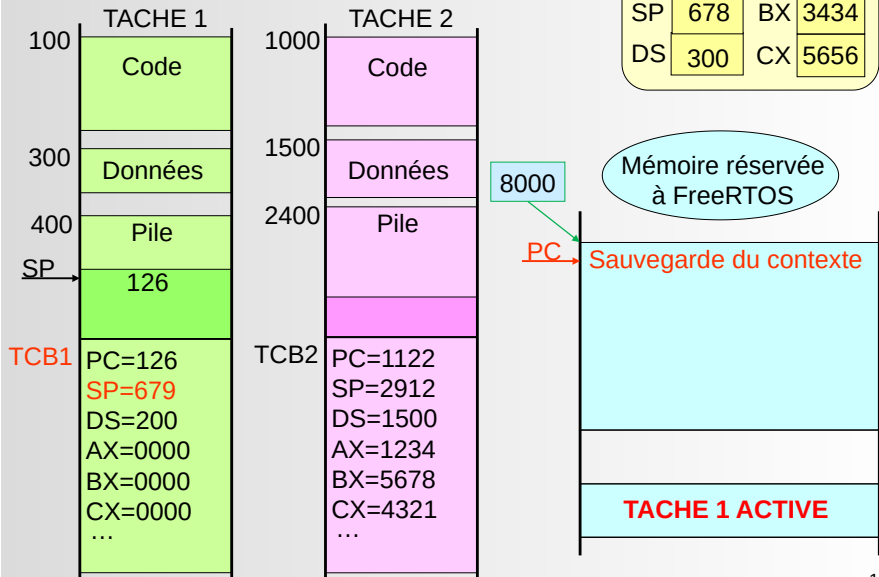 TACHE 1
100
Code
300
Données
400
Pile
SP
126
TCB1
PC=126
SP=679
DS=200
AX=0000
BX=0000
CX=0000
…
TACHE 2
1000
Code
1500
Données
2400
Pile
TCB2
PC=1122
SP=2912
DS=1500
AX=1234
BX=5678
CX=4321
…
SP 678 BX 3434
DS 300 CX 5656
Mémoire réservée
à FreeRTOS
8000
PC
Sauvegarde du contexte
TACHE 1 ACTIVE